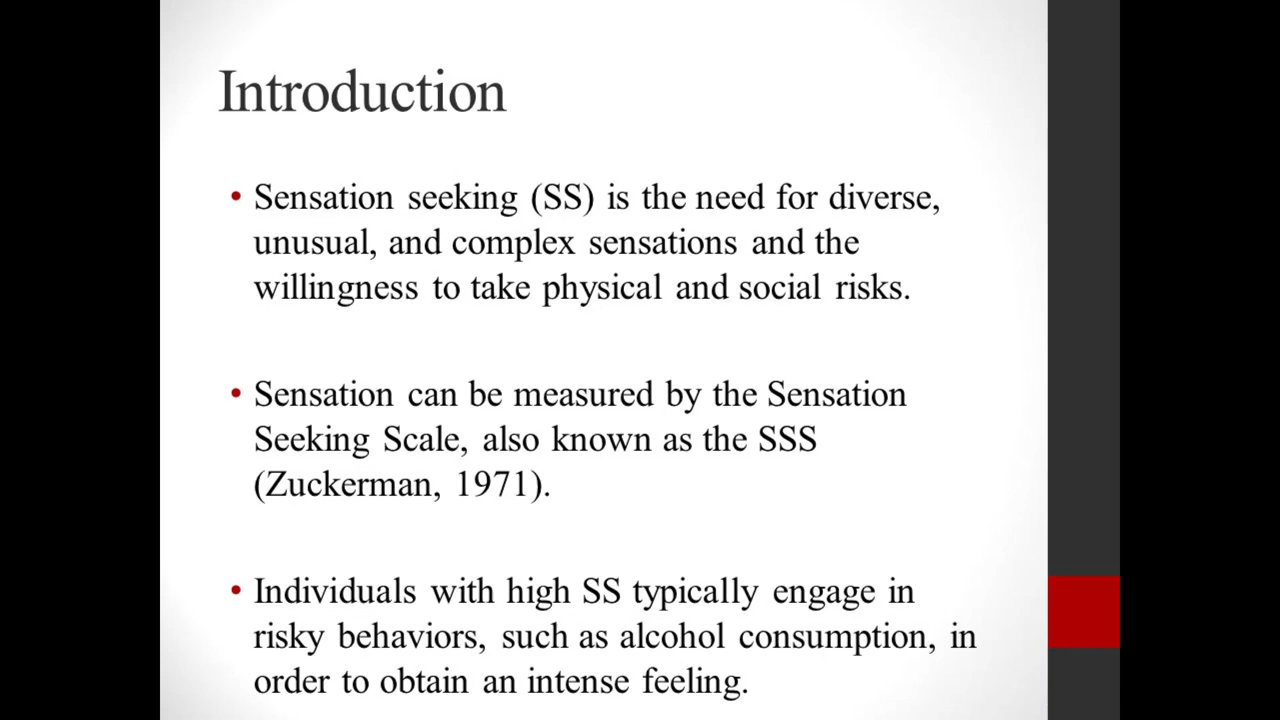 Introduction
• Sensation seeking (SS) is the need for diverse,
unusual, and complex sensations and the
willingness to take physical and social risks.
• Sensation can be measured by the Sensation
Seeking Scale, also known as the SSS
(Zuckerman, 1971).
• Individuals with high SS typically engage in
risky behaviors, such as alcohol consumption, in
order to obtain an intense feeling.